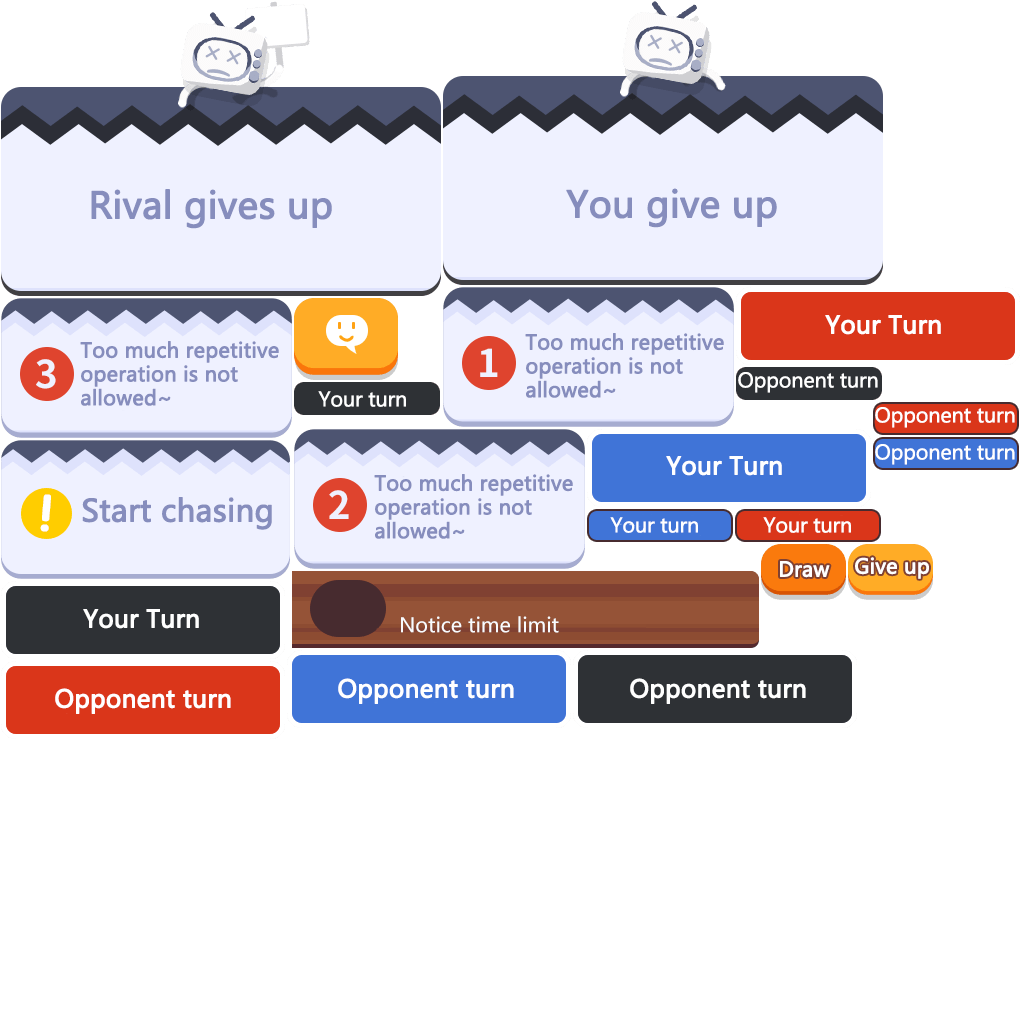 Rival gives up
You give up
3
Too much repetitive
operation is not
allowed~
Your turn
1
Too much repetitive
operation is not
allowed~
Your Turn
Opponent turn
Opponent turn
Opponent turn
!
Start chasing
2
Too much repetitive
operation is not
allowed~
Your Turn
Your turn
Your turn
Draw
Give up
Your Turn
Notice time limit
Opponent turn
Opponent turn
Opponent turn